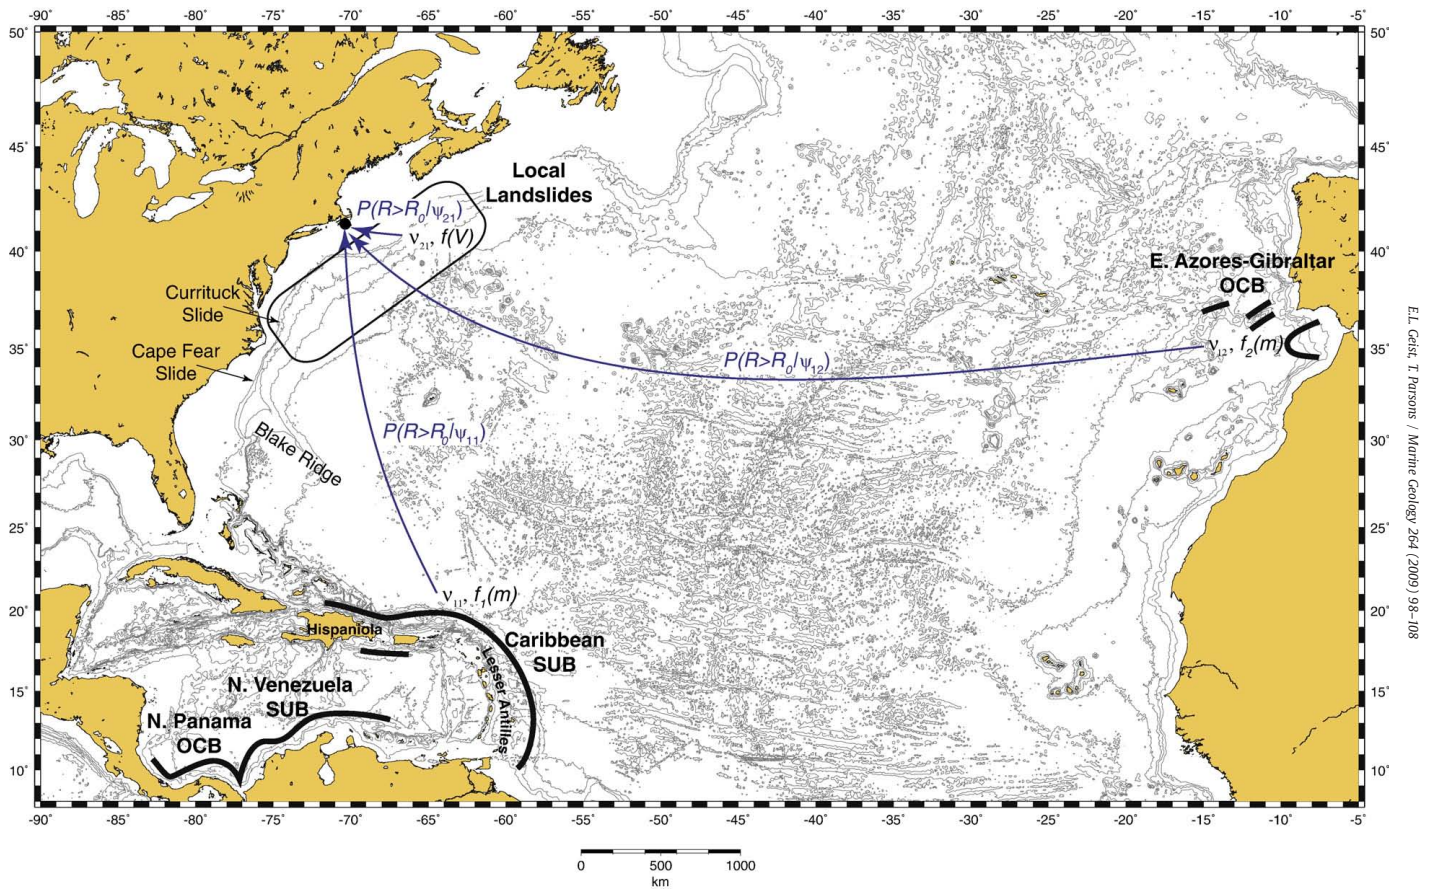 -90° -85° -80° -75° -70° -65° -60° -55° -50° -45° -40° -35° -30° -25° -20° -15° -10° -5°
50° 50°
45° 45°
Local
Landslides
P(R>R₀/ψ₂₁)
ν₂₁, f(V)
40° 40°
E. Azores-Gibraltar
OCB
Currituck
Slide
ν₁₂, f₂(m)
35° 35°
Cape Fear
Slide
P(R>R₀/ψ₁₂)
P(R>R₀/ψ₁₁)
30° 30°
Blake Ridge
25° 25°
ν₁₁, f₁(m)
20° 20°
Hispaniola
Caribbean
SUB
Lesser Antilles
N. Venezuela
SUB
15° 15°
N. Panama
OCB
10° 10°
-90° -85° -80° -75° -70° -65° -60° -55° -50° -45° -40° -35° -30° -25° -20° -15° -10° -5°
0 500 1000
km
E.L. Geist, T. Parsons / Marine Geology 264 (2009) 98–108